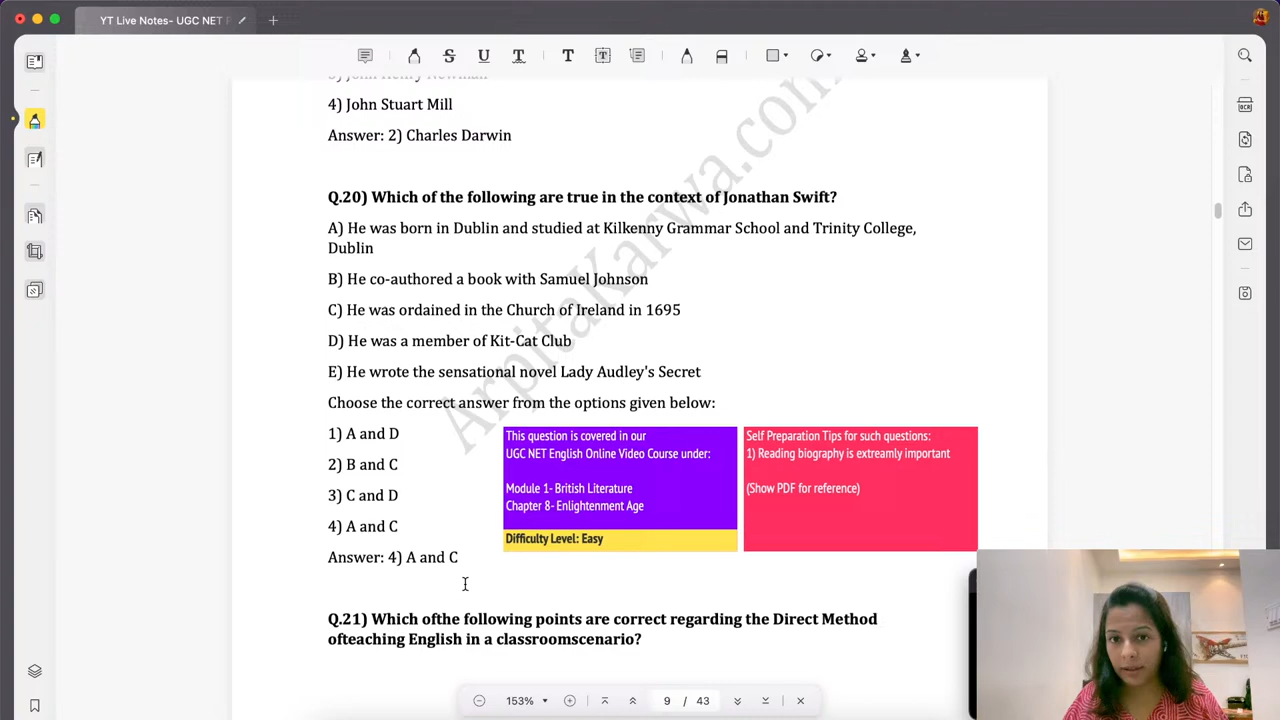 YT Live Notes- UGC NET
3) John Henry Newman
4) John Stuart Mill
Answer: 2) Charles Darwin
Q.20) Which of the following are true in the context of Jonathan Swift?
A) He was born in Dublin and studied at Kilkenny Grammar School and Trinity College,
Dublin
B) He co-authored a book with Samuel Johnson
C) He was ordained in the Church of Ireland in 1695
D) He was a member of Kit-Cat Club
E) He wrote the sensational novel Lady Audley's Secret
Choose the correct answer from the options given below:
1) A and D
2) B and C
3) C and D
4) A and C
Answer: 4) A and C
This question is covered in our
UGC NET English Online Video Course under:
Module 1- British Literature
Chapter 8- Enlightenment Age
Difficulty Level: Easy
Self Preparation Tips for such questions:
1) Reading biography is extreamly important
(Show PDF for reference)
ArpitaKarwa.com
Q.21) Which ofthe following points are correct regarding the Direct Method
ofteaching English in a classroomscenario?
153%
9 / 43
OCR